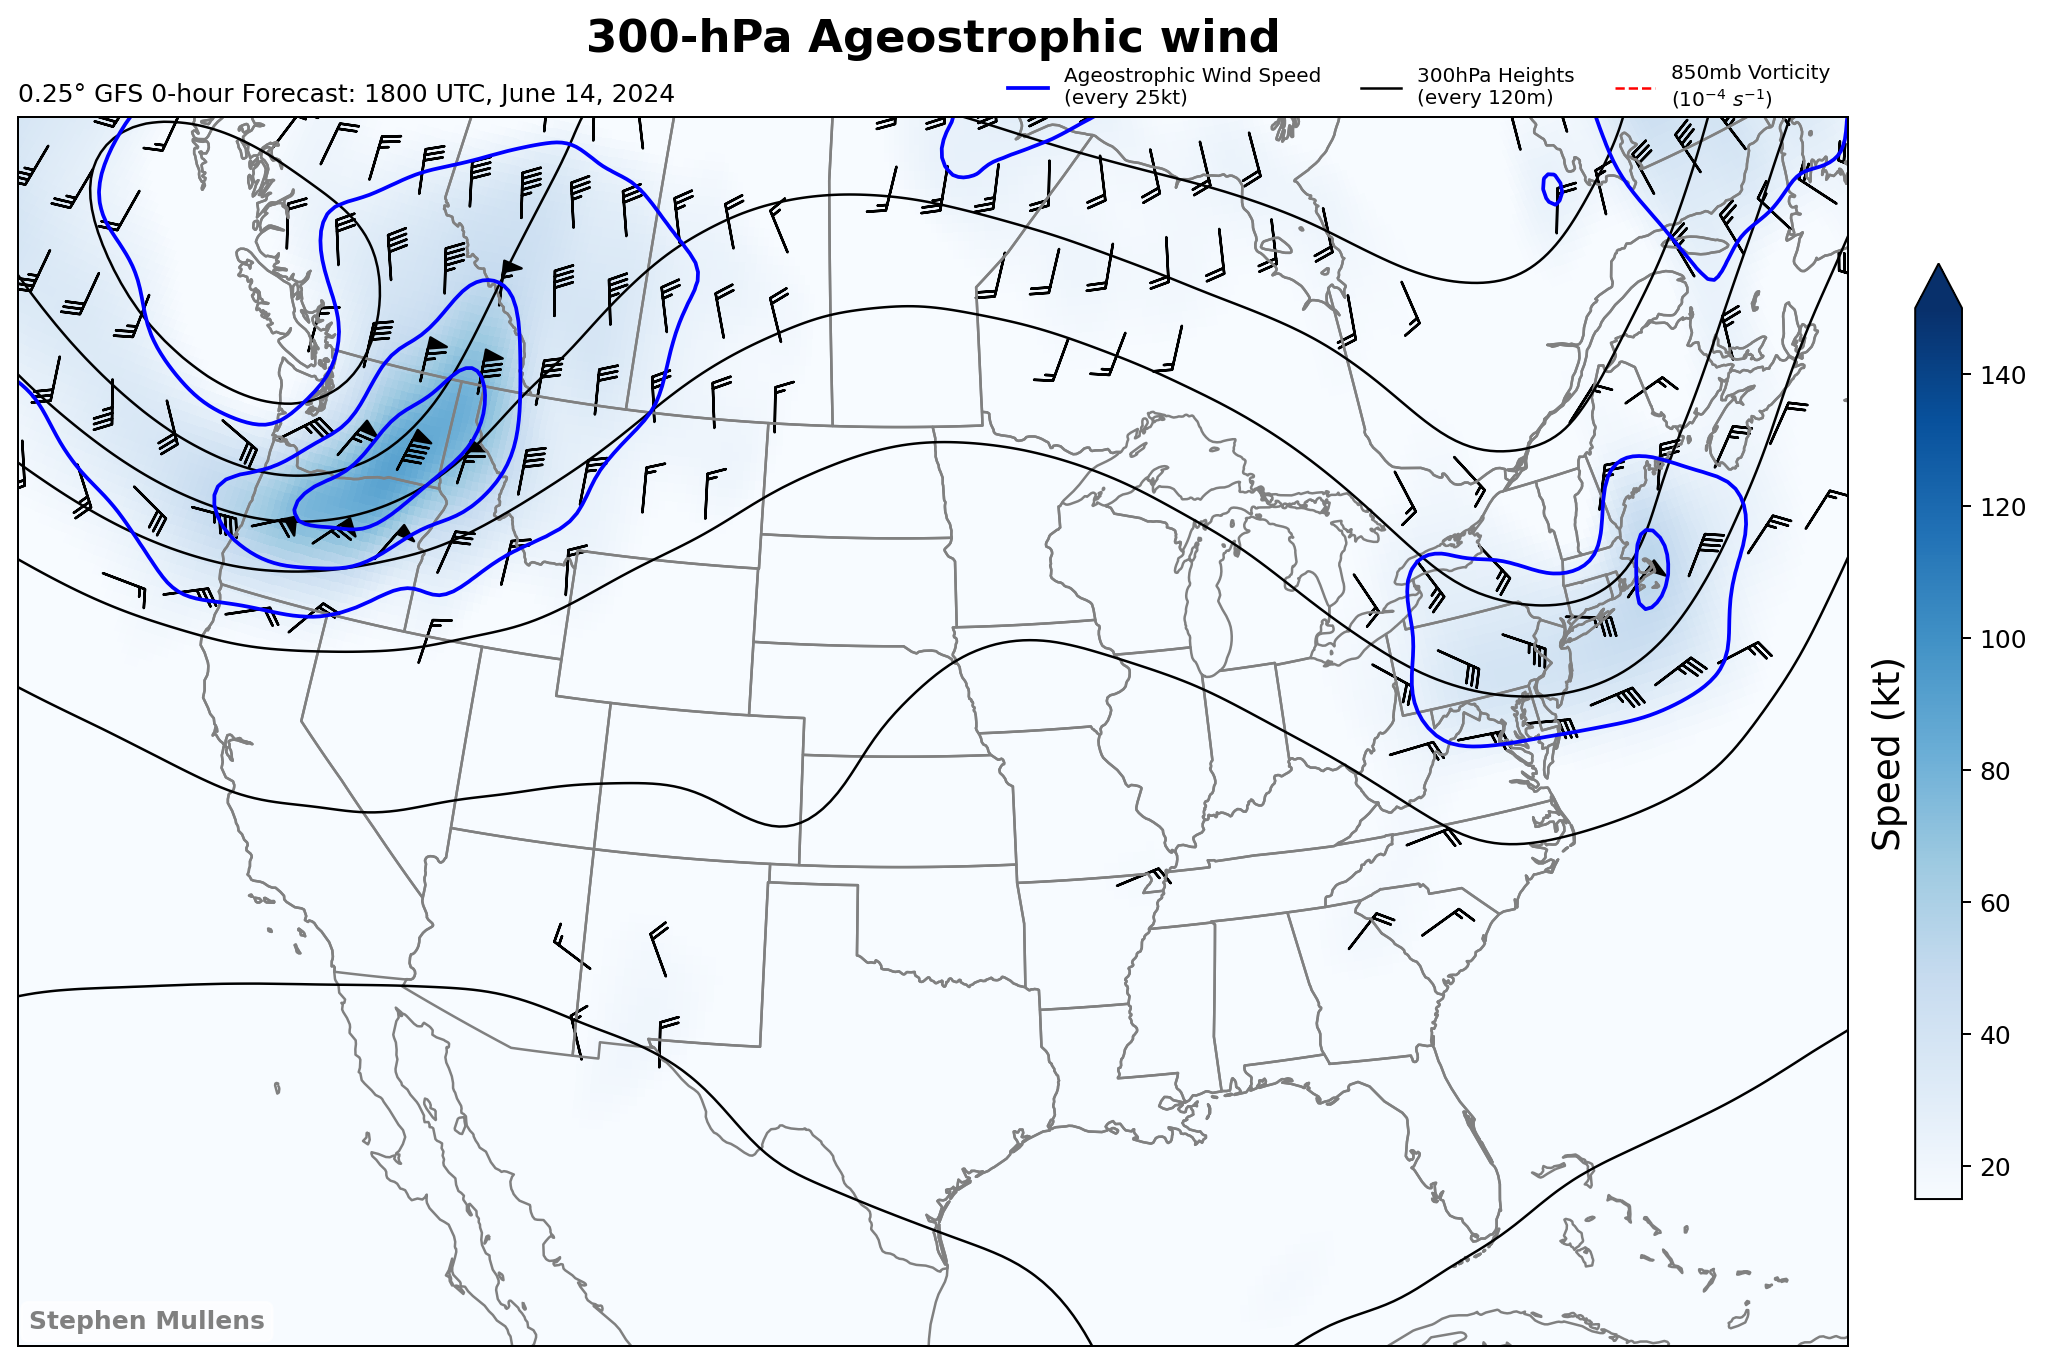 300-hPa Ageostrophic wind
0.25° GFS 0-hour Forecast: 1800 UTC, June 14, 2024
Ageostrophic Wind Speed
(every 25kt)
300hPa Heights
(every 120m)
850mb Vorticity
(10⁻⁴ s⁻¹)
140
120
100
80
60
40
20
Speed (kt)
Stephen Mullens